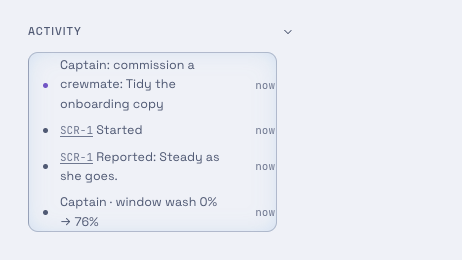 ACTIVITY
Captain: commission a
crewmate: Tidy the
onboarding copy
now
SCR-1 Started
now
SCR-1 Reported: Steady as
she goes.
now
Captain · window wash 0%
→ 76%
now